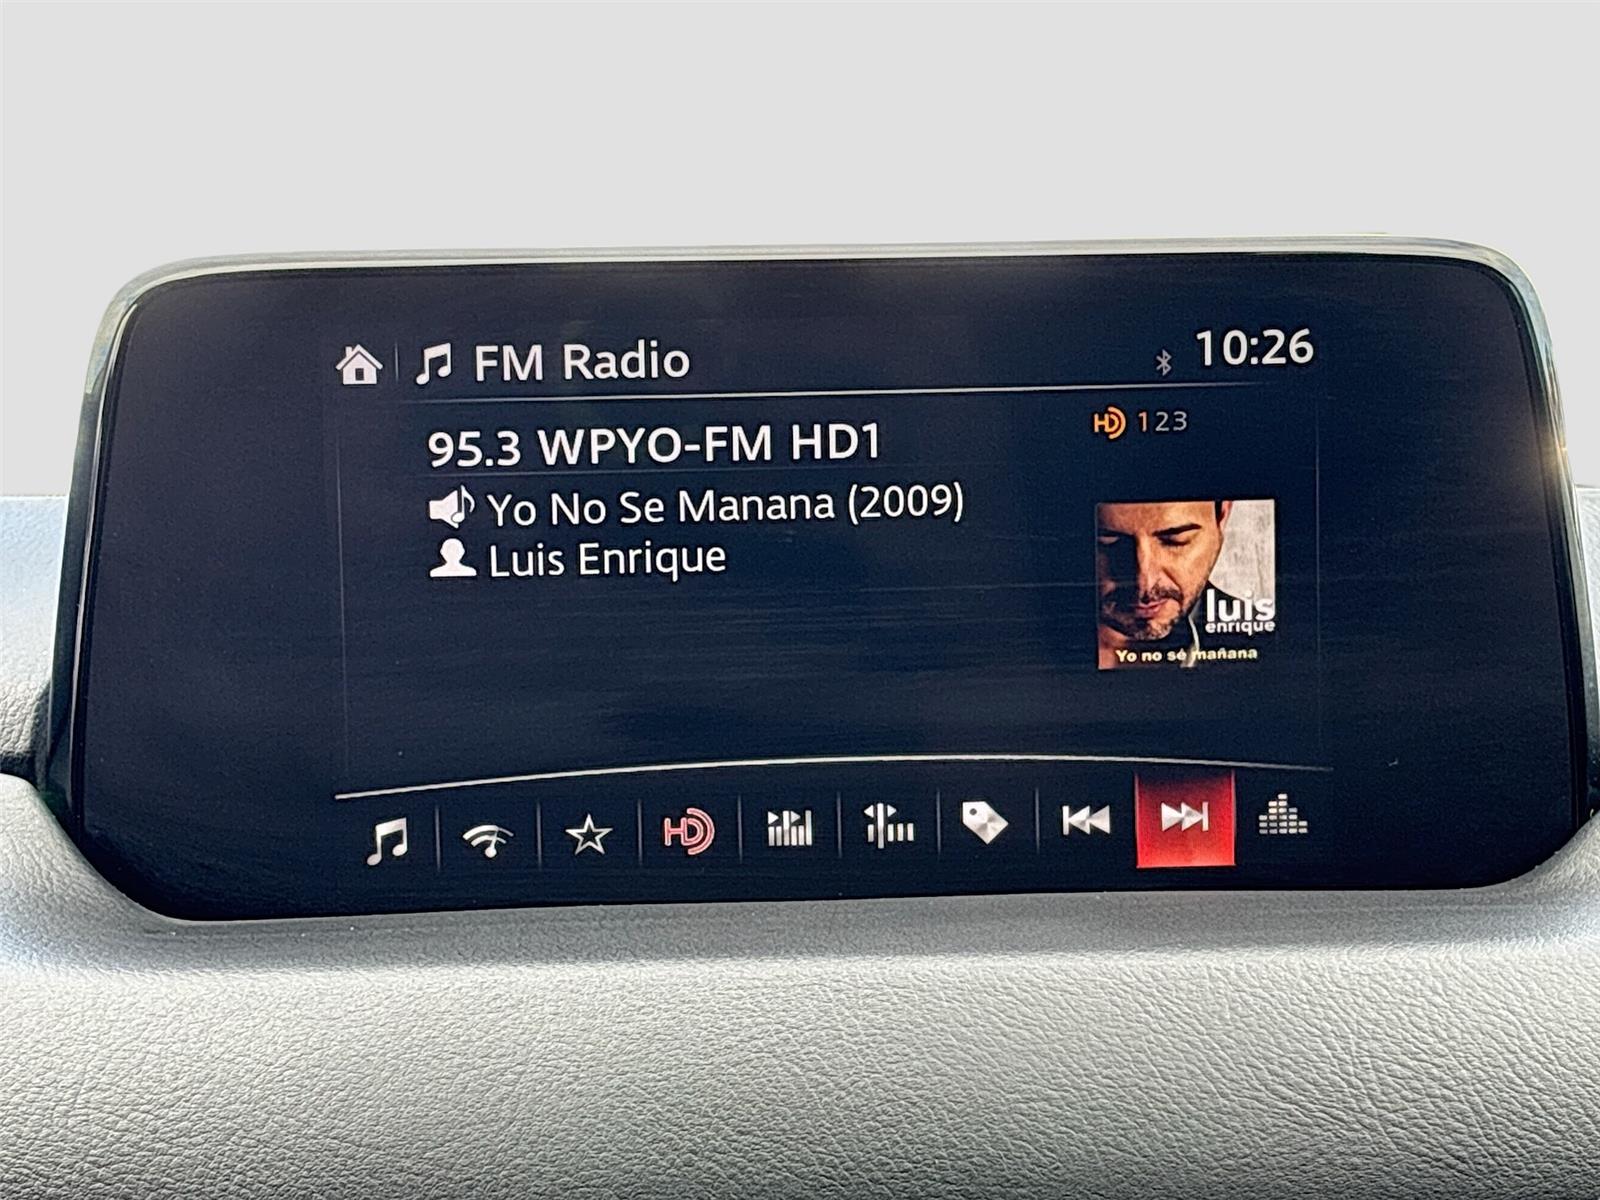 FM Radio
10:26
HD 123
95.3 WPYO-FM HD1
Yo No Se Manana (2009)
Luis Enrique
luis
enrique
Yo no sé mañana
HD